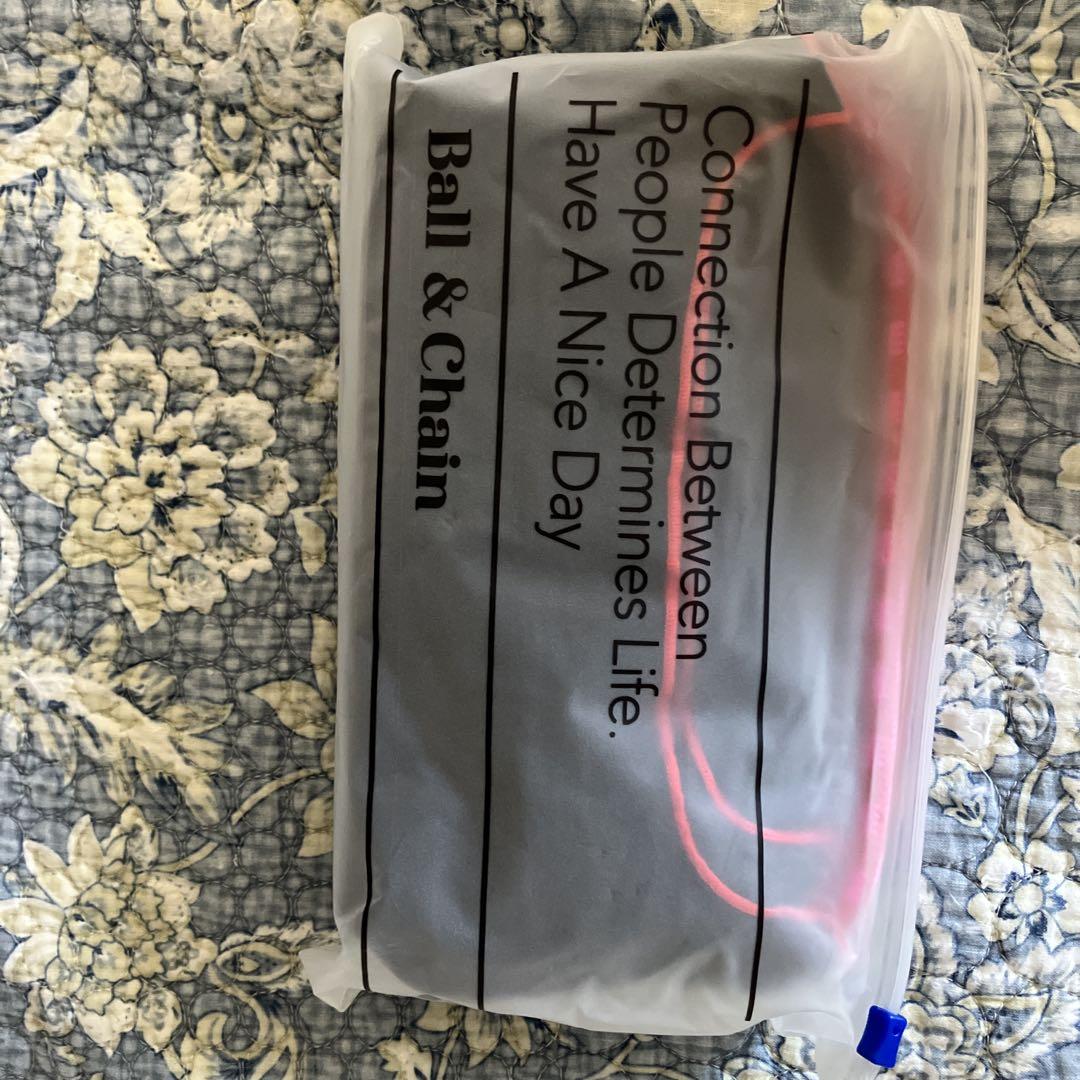 Connection Between
People Determines Life.
Have A Nice Day
Ball & Chain